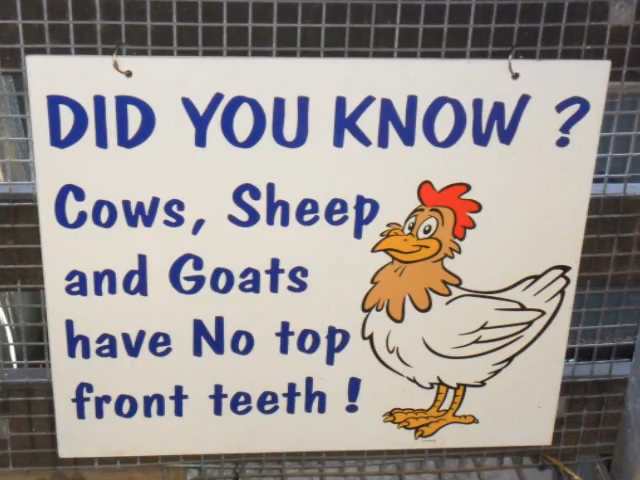 DID YOU KNOW ?
Cows, Sheep
and Goats
have No top
front teeth !